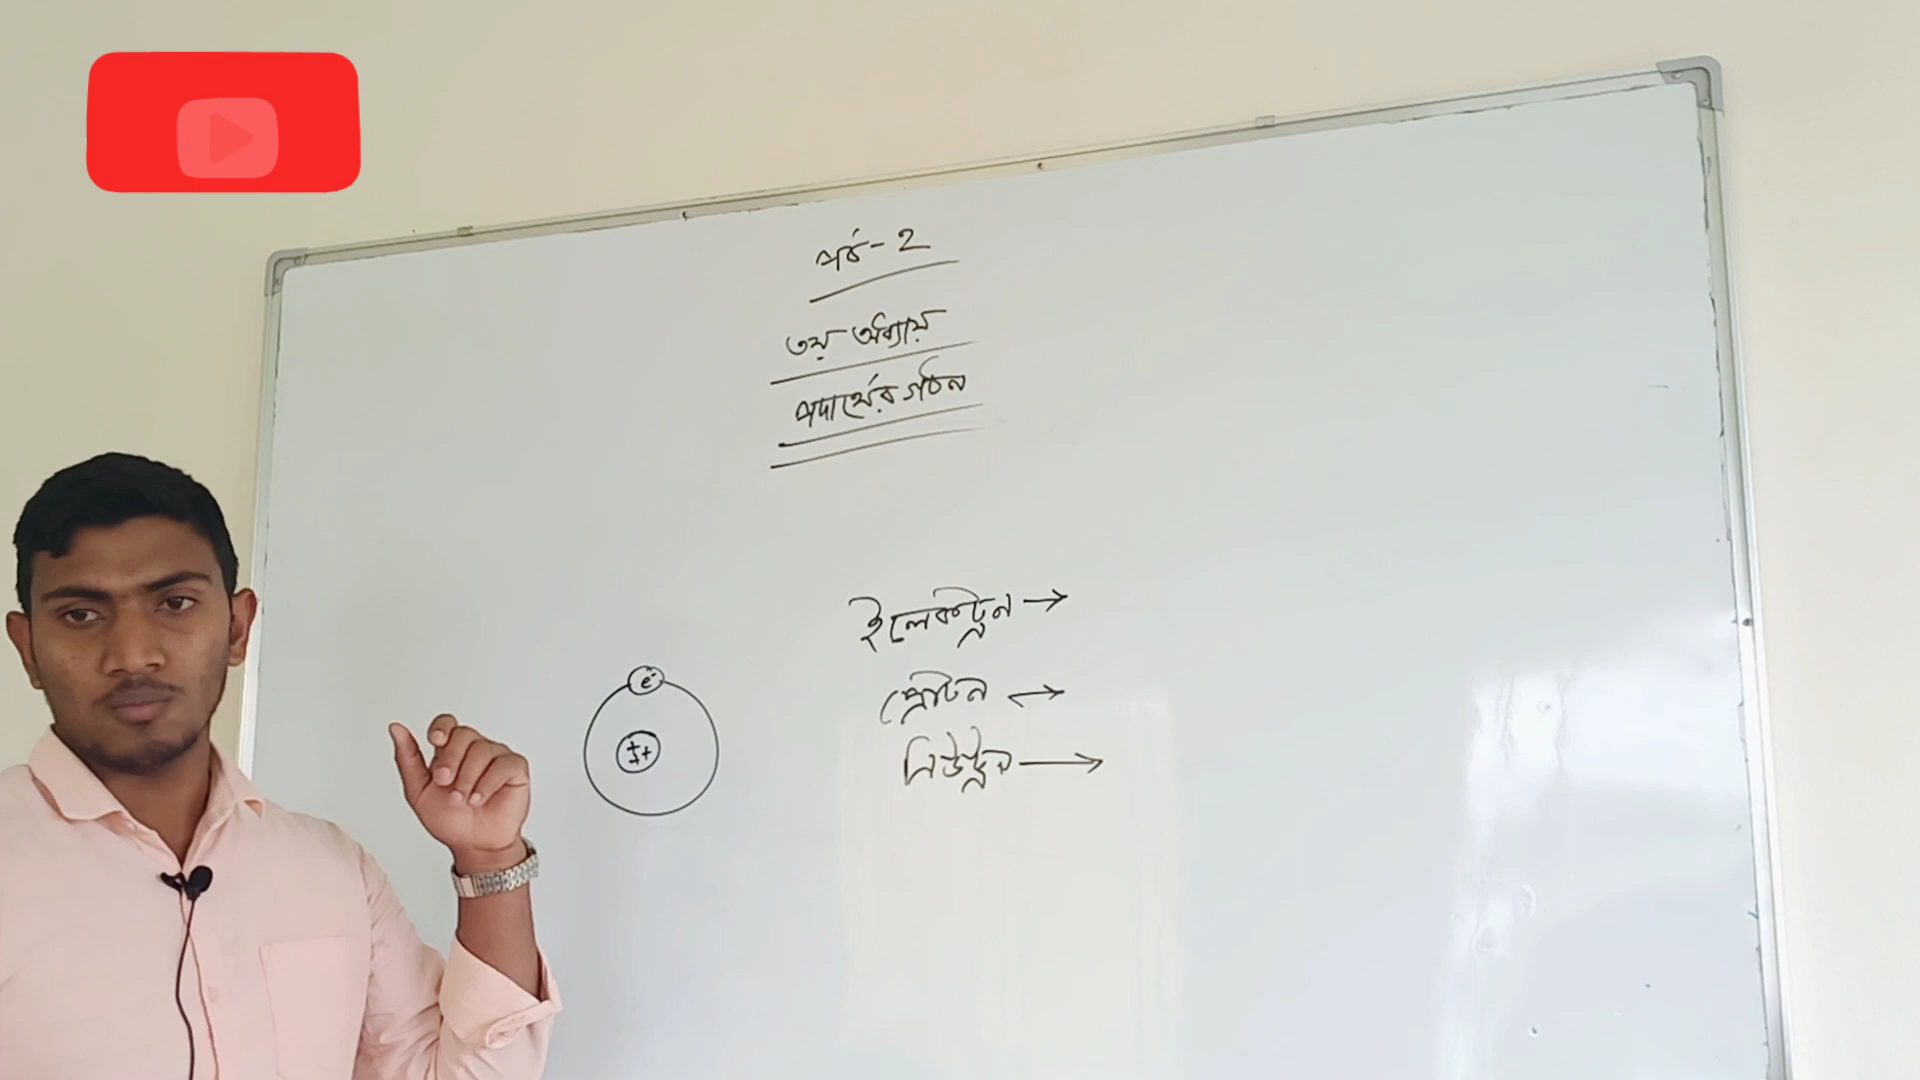 পর্ব - 2
৩য় অধ্যায়
পদার্থের গঠন
ইলেকট্রন →
e⁻
প্রোটন →
++
+
নিউট্রন →